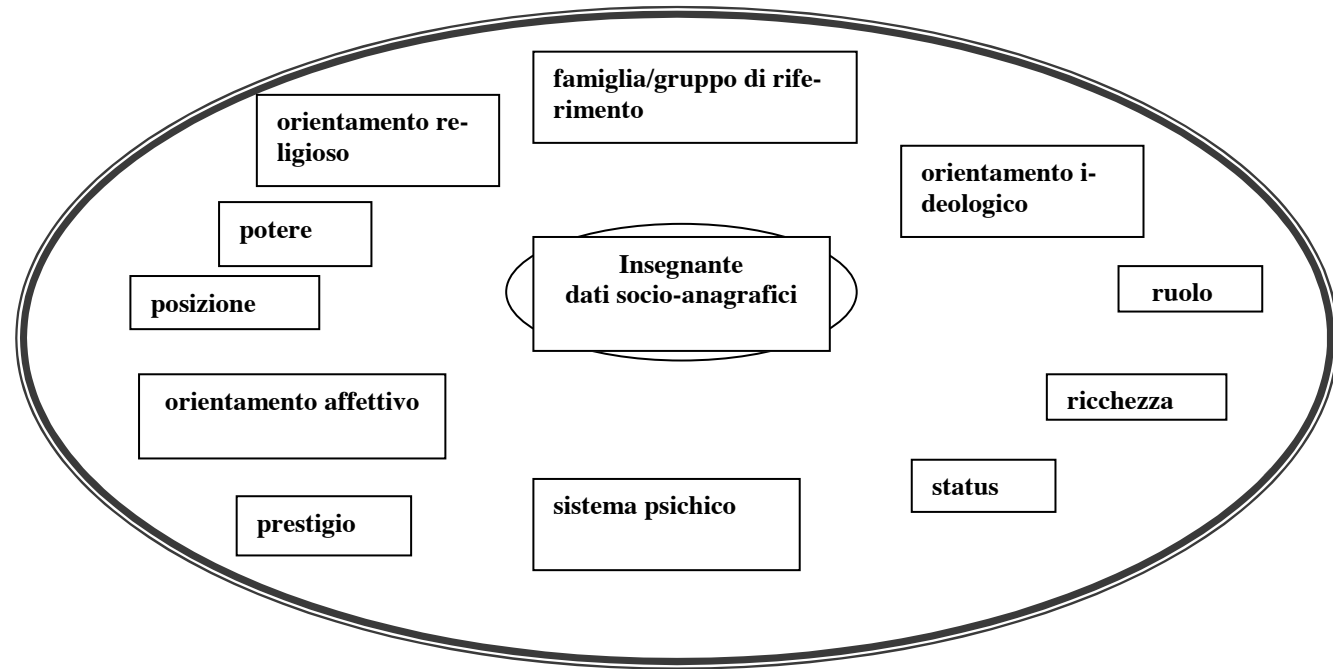 famiglia/gruppo di rife-
rimento
orientamento re-
ligioso
orientamento i-
deologico
potere
Insegnante
dati socio-anagrafici
posizione
ruolo
orientamento affettivo
ricchezza
prestigio
sistema psichico
status